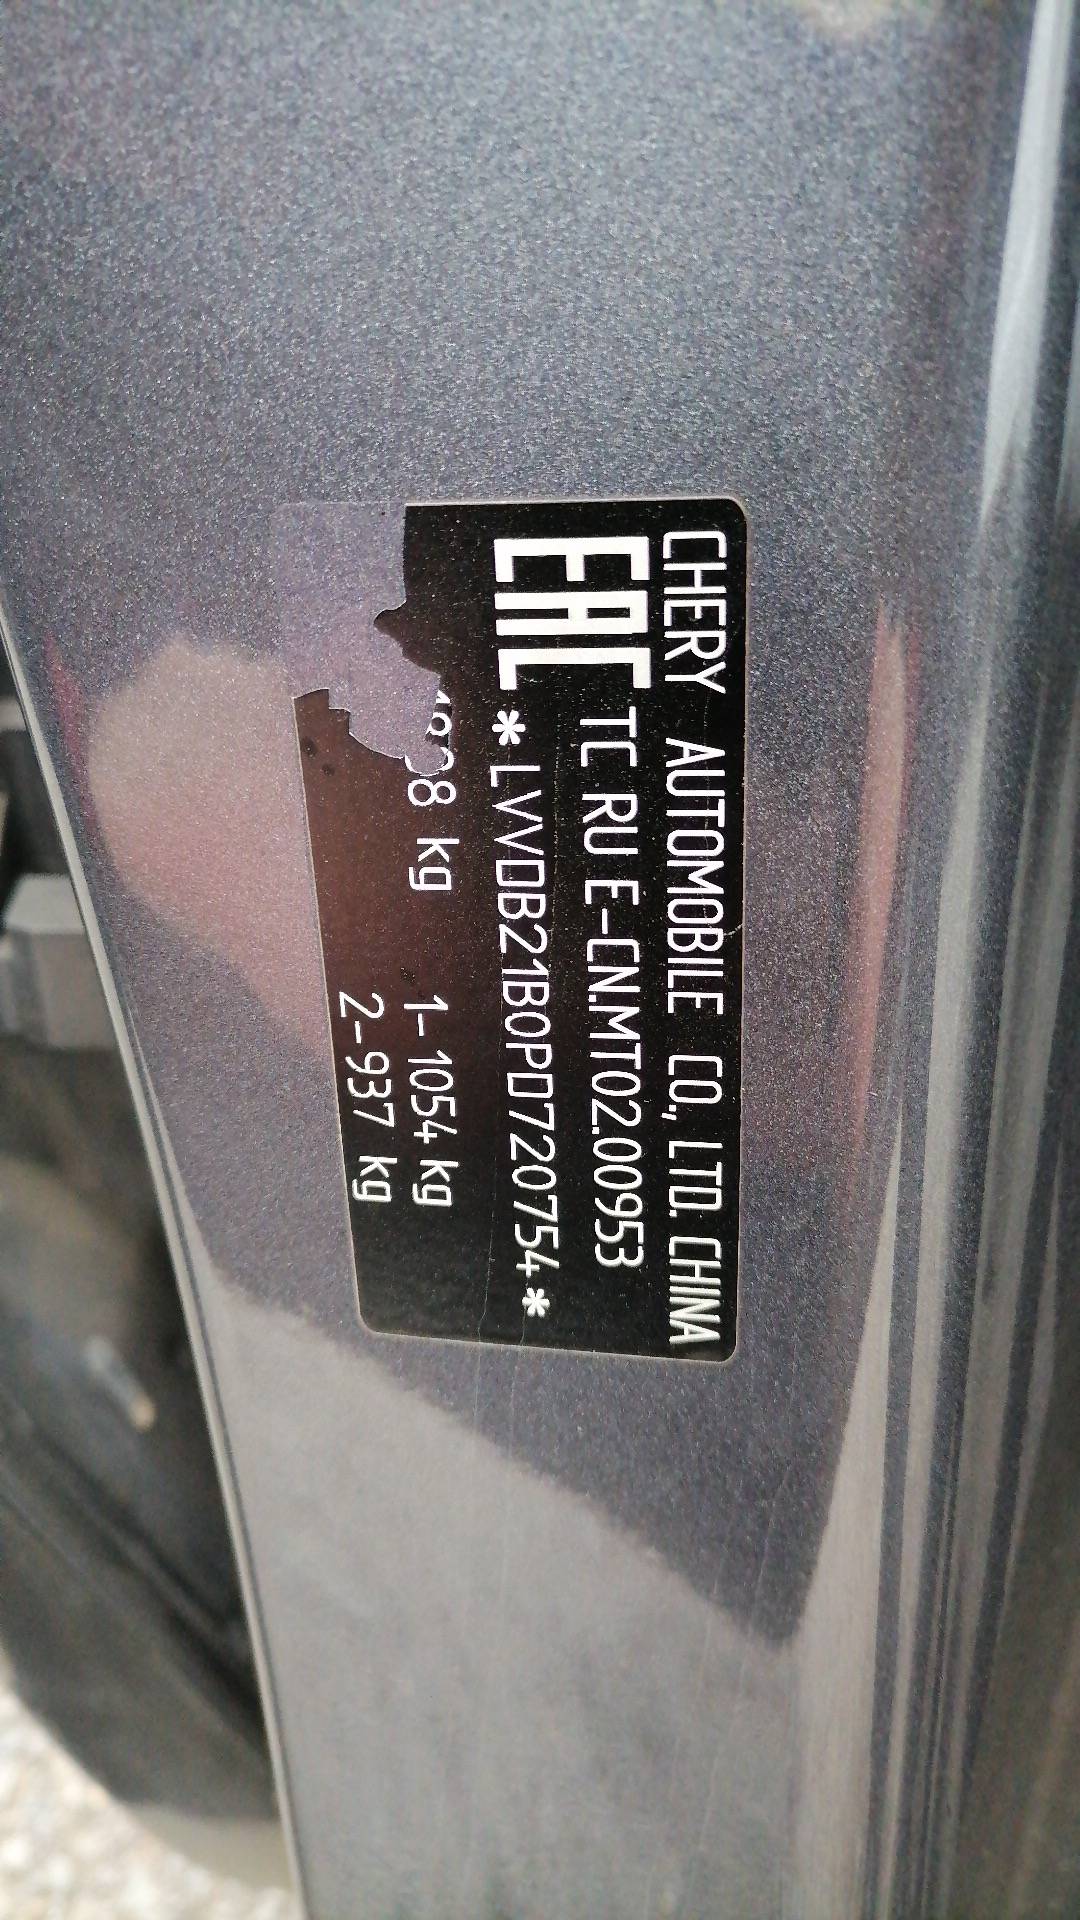 CHERY AUTOMOBILE CO., LTD. CHINA
EAC TC RU E-CN.MT02.00953
*LVVDB21B0PD720754*
kg 1-1054 kg
2-937 kg